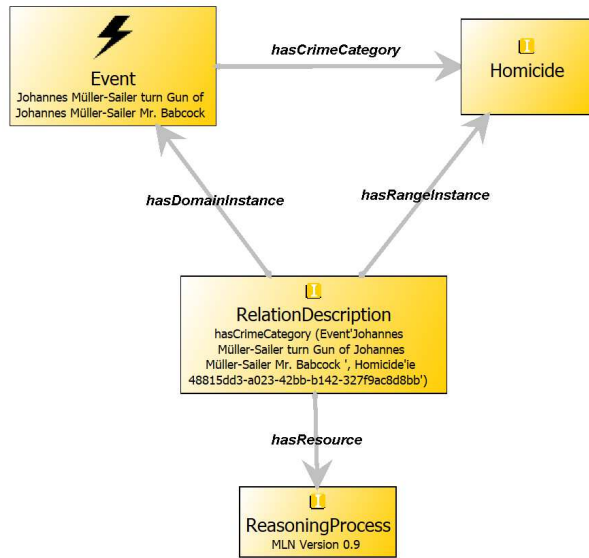 hasCrimeCategory
Event
Johannes Müller-Sailer turn Gun of
Johannes Müller-Sailer Mr. Babcock
I
Homicide
hasDomainInstance
hasRangeInstance
I
RelationDescription
hasCrimeCategory (Event'Johannes
Müller-Sailer turn Gun of Johannes
Müller-Sailer Mr. Babcock ', Homicide'ie
48815dd3-a023-42bb-b142-327f9ac8d8bb')
hasResource
I
ReasoningProcess
MLN Version 0.9